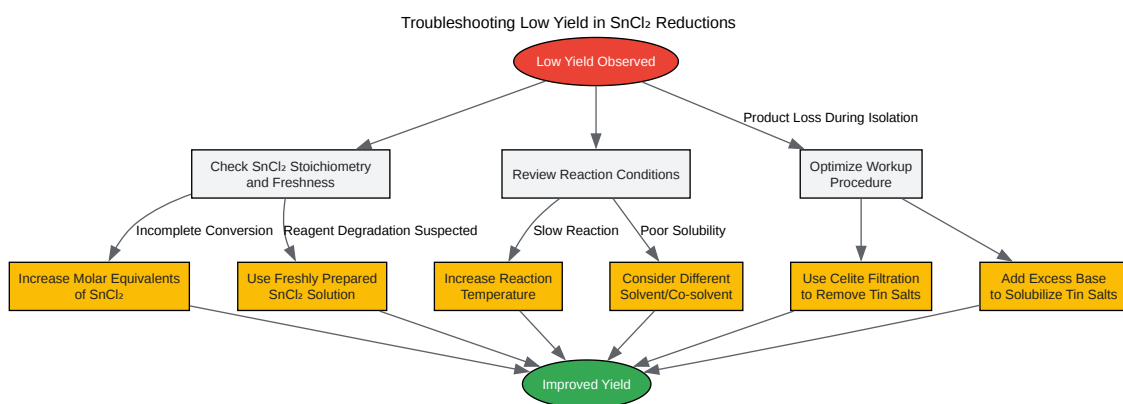 Troubleshooting Low Yield in SnCl₂ Reductions
Low Yield Observed
Product Loss During Isolation
Check SnCl₂ Stoichiometry
and Freshness
Review Reaction Conditions
Optimize Workup
Procedure
Incomplete Conversion
Reagent Degradation Suspected
Slow Reaction
Poor Solubility
Increase Molar Equivalents
of SnCl₂
Use Freshly Prepared
SnCl₂ Solution
Increase Reaction
Temperature
Consider Different
Solvent/Co-solvent
Use Celite Filtration
to Remove Tin Salts
Add Excess Base
to Solubilize Tin Salts
Improved Yield